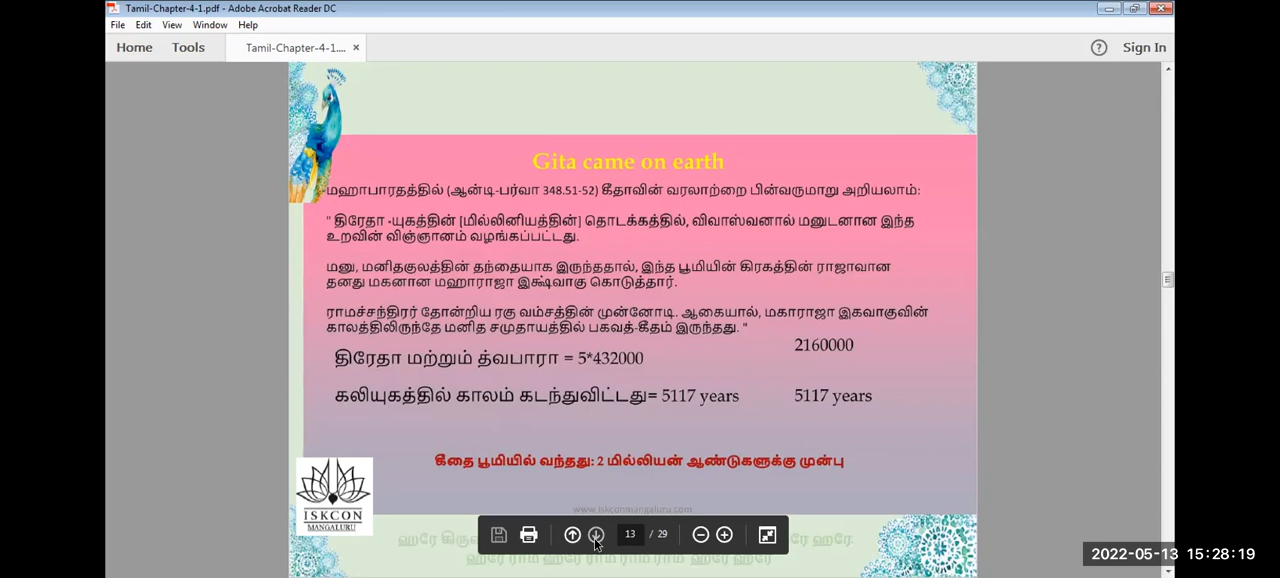 Tamil-Chapter-4-1.pdf - Adobe Acrobat Reader DC
File Edit View Window Help
Home Tools Tamil-Chapter-4-1.... × Sign In
Gita came on earth
மஹாபாரதத்தில் (ஆன்டி-பர்வா 348.51-52) கீதாவின் வரலாற்றை பின்வருமாறு அறியலாம்:
" திரேதா -யுகத்தின் [மில்லினியத்தின்] தொடக்கத்தில், விவாஸ்வனால் மனுடனான இந்த
உறவின் விஞ்ஞானம் வழங்கப்பட்டது.
மனு, மனிதகுலத்தின் தந்தையாக இருந்ததால், இந்த பூமியின் கிரகத்தின் ராஜாவான
தனது மகனான மஹாராஜா இக்ஷ்வாகு கொடுத்தார்.
ராமச்சந்திரர் தோன்றிய ரகு வம்சத்தின் முன்னோடி. ஆகையால், மகாராஜா இகவாகுவின்
காலத்திலிருந்தே மனித சமுதாயத்தில் பகவத்-கீதம் இருந்தது. "
திரேதா மற்றும் த்வபாரா = 5*432000 2160000
கலியுகத்தில் காலம் கடந்துவிட்டது= 5117 years 5117 years
கீதை பூமியில் வந்தது: 2 மில்லியன் ஆண்டுகளுக்கு முன்பு
ISKCON
MANGALURU
www.iskconmangaluru.com
13 / 29
2022-05-13 15:28:19